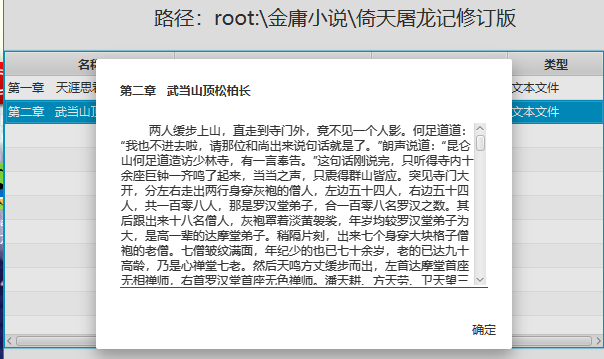 路径：root:\金庸小说\倚天屠龙记修订版
名称
类型
第一章 天涯思君
文本文件
第二章 武当山顶
文本文件
第二章 武当山顶松柏长
两人缓步上山，直走到寺门外，竟不见一个人影。何足道道：
“我也不进去啦，请那位和尚出来说句话就是了。”朗声说道：“昆仑
山何足道造访少林寺，有一言奉告。”这句话刚说完，只听得寺内十
余座巨钟一齐鸣了起来，当当之声，只震得群山皆应。突见寺门大
开，分左右走出两行身穿灰袍的僧人，左边五十四人，右边五十四
人，共一百零八人，那是罗汉堂弟子，合一百零八名罗汉之数。其
后跟出来十八名僧人，灰袍罩着淡黄袈裟，年岁均较罗汉堂弟子为
大，是高一辈的达摩堂弟子。稍隔片刻，出来七个身穿大块格子僧
袍的老僧。七僧皱纹满面，年纪少的也已七十余岁，老的已达九十
高龄，乃是心禅堂七老。然后天鸣方丈缓步而出，左首达摩堂首座
无相禅师，右首罗汉堂首座无色禅师。潘天耕、方天劳、卫天望三
确定